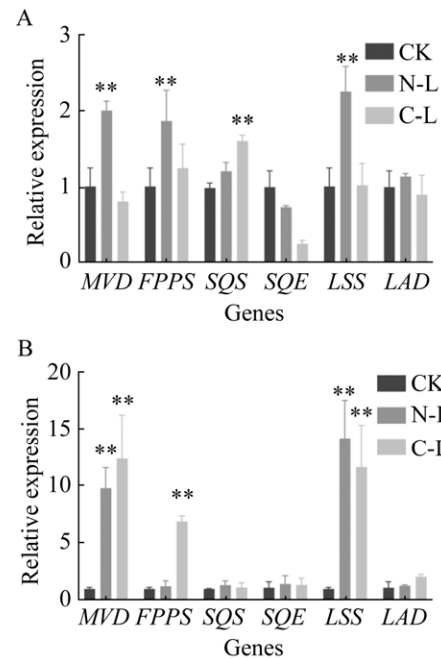 A
Relative expression
3
2
1
0
**
**
**
**
CK
N-L
C-L
MVD FPPS SQS SQE LSS LAD
Genes
B
Relative expression
20
15
10
5
0
**
**
**
**
**
CK
N-L
C-L
MVD FPPS SQS SQE LSS LAD
Genes